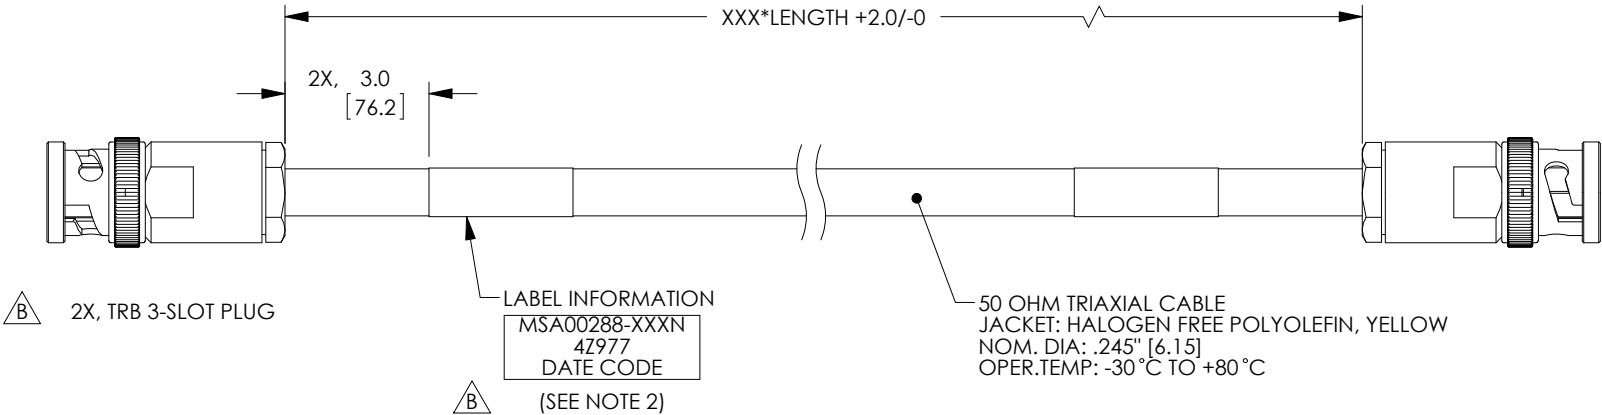 XXX*LENGTH +2.0/-0
2X, 3.0
[76.2]
B 2X, TRB 3-SLOT PLUG
LABEL INFORMATION
MSA00288-XXXN
4Z977
DATE CODE
B (SEE NOTE 2)
50 OHM TRIAXIAL CABLE
JACKET: HALOGEN FREE POLYOLEFIN, YELLOW
NOM. DIA: .245" [6.15]
OPER.TEMP: -30°C TO +80°C